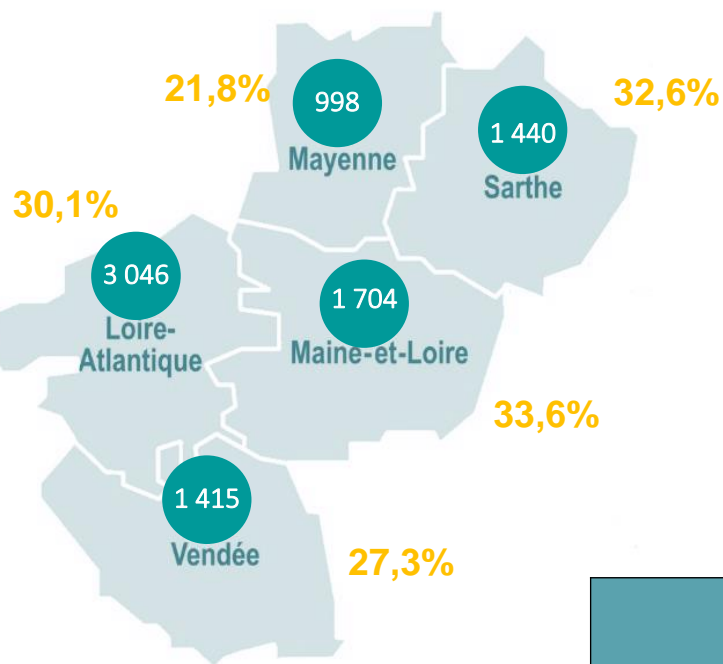 21,8%
998
Mayenne
32,6%
1 440
Sarthe
30,1%
3 046
Loire-
Atlantique
1 704
Maine-et-Loire
33,6%
1 415
Vendée
27,3%